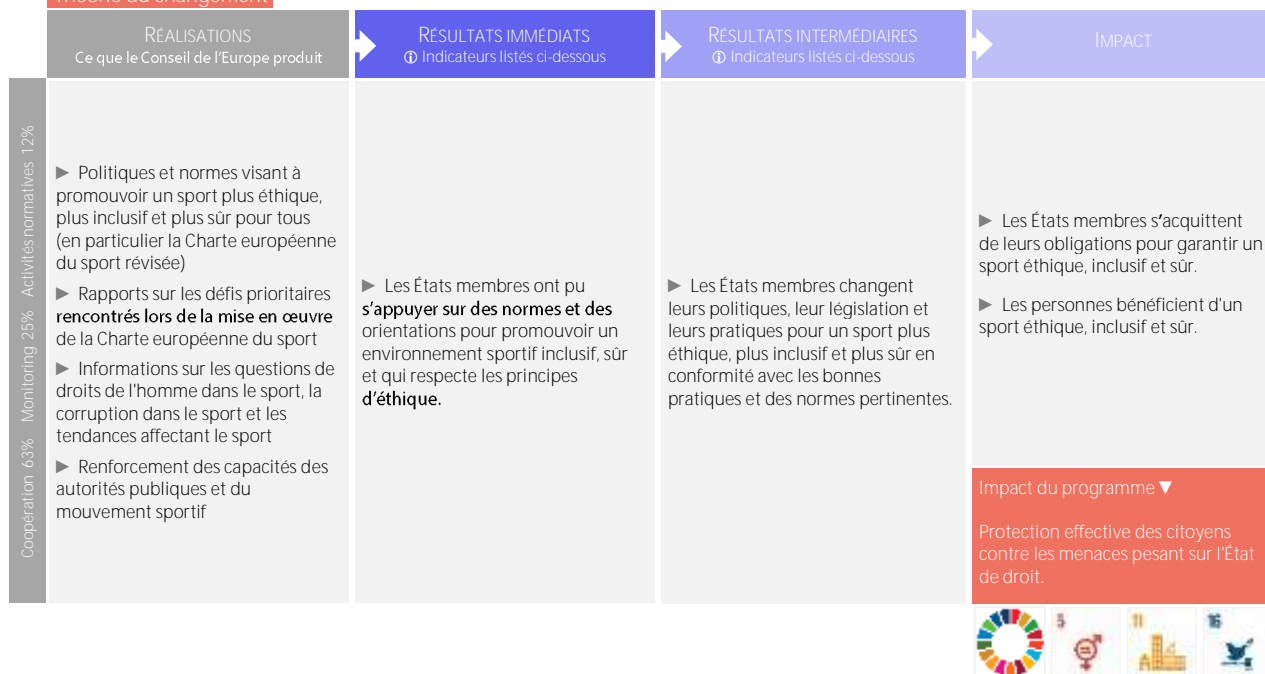 Théorie du changement
RÉALISATIONS
Ce que le Conseil de l'Europe produit
RÉSULTATS IMMÉDIATS
🛈 Indicateurs listés ci-dessous
RÉSULTATS INTERMÉDIAIRES
🛈 Indicateurs listés ci-dessous
IMPACT
Coopération 63% Monitoring 25% Activités normatives 12%
► Politiques et normes visant à
promouvoir un sport plus éthique,
plus inclusif et plus sûr pour tous
(en particulier la Charte européenne
du sport révisée)
► Rapports sur les défis prioritaires
rencontrés lors de la mise en œuvre
de la Charte européenne du sport
► Informations sur les questions de
droits de l'homme dans le sport, la
corruption dans le sport et les
tendances affectant le sport
► Renforcement des capacités des
autorités publiques et du
mouvement sportif
► Les États membres ont pu
s'appuyer sur des normes et des
orientations pour promouvoir un
environnement sportif inclusif, sûr
et qui respecte les principes
d'éthique.
► Les États membres changent
leurs politiques, leur législation et
leurs pratiques pour un sport plus
éthique, plus inclusif et plus sûr en
conformité avec les bonnes
pratiques et des normes pertinentes.
► Les États membres s'acquittent
de leurs obligations pour garantir un
sport éthique, inclusif et sûr.
► Les personnes bénéficient d'un
sport éthique, inclusif et sûr.
Impact du programme ▼
Protection effective des citoyens
contre les menaces pesant sur l'État
de droit.
5
11
16